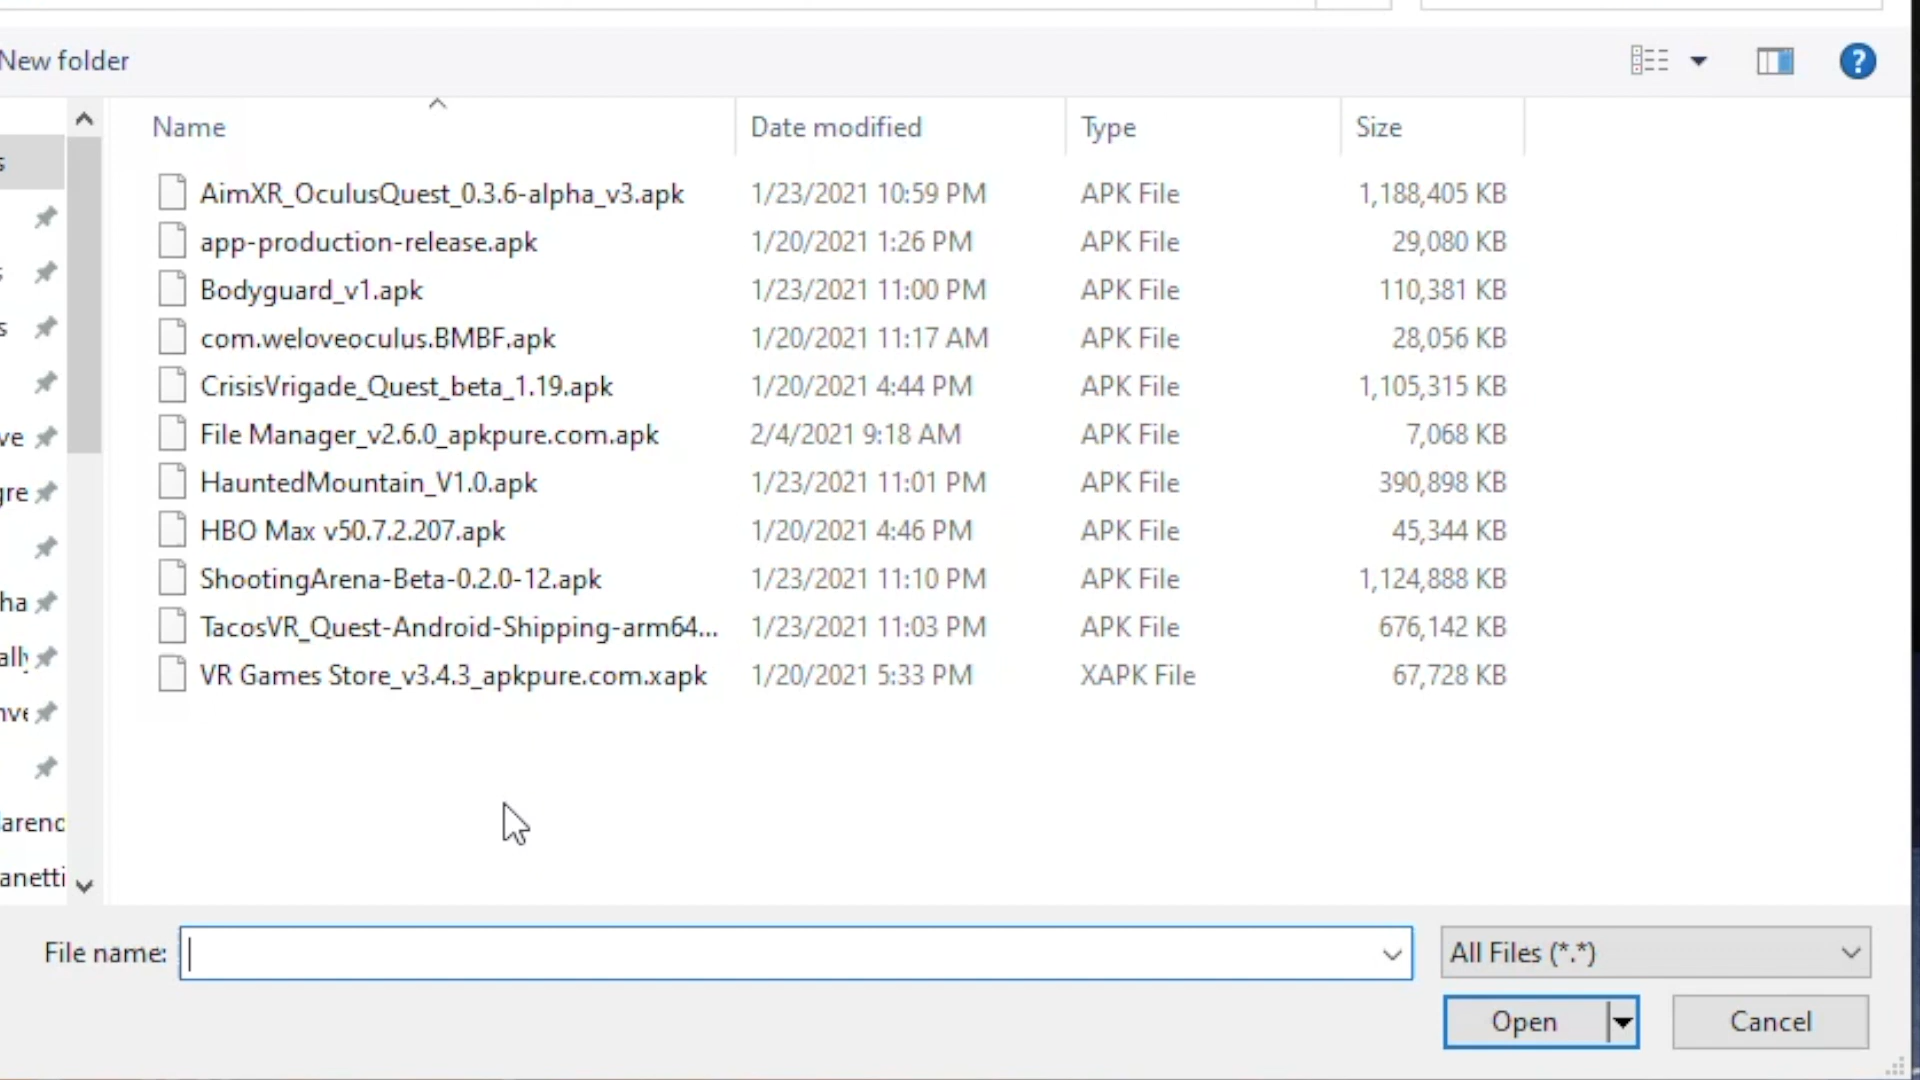 New folder
Name Date modified Type Size
AimXR_OculusQuest_0.3.6-alpha_v3.apk 1/23/2021 10:59 PM APK File 1,188,405 KB
app-production-release.apk 1/20/2021 1:26 PM APK File 29,080 KB
Bodyguard_v1.apk 1/23/2021 11:00 PM APK File 110,381 KB
com.weloveoculus.BMBF.apk 1/20/2021 11:17 AM APK File 28,056 KB
CrisisVrigade_Quest_beta_1.19.apk 1/20/2021 4:44 PM APK File 1,105,315 KB
File Manager_v2.6.0_apkpure.com.apk 2/4/2021 9:18 AM APK File 7,068 KB
HauntedMountain_V1.0.apk 1/23/2021 11:01 PM APK File 390,898 KB
HBO Max v50.7.2.207.apk 1/20/2021 4:46 PM APK File 45,344 KB
ShootingArena-Beta-0.2.0-12.apk 1/23/2021 11:10 PM APK File 1,124,888 KB
TacosVR_Quest-Android-Shipping-arm64... 1/23/2021 11:03 PM APK File 676,142 KB
VR Games Store_v3.4.3_apkpure.com.xapk 1/20/2021 5:33 PM XAPK File 67,728 KB
File name: All Files (*.*)
Open Cancel